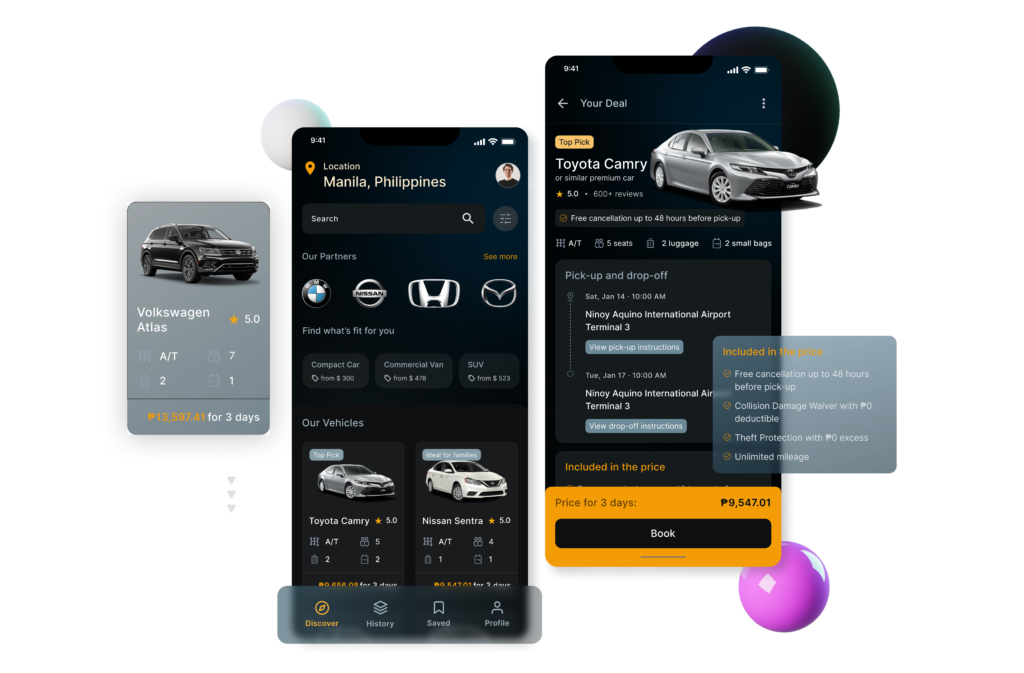 Volkswagen
Atlas
5.0
A/T
7
2
1
₱13,597.41 for 3 days
9:41
Location
Manila, Philippines
Search
Our Partners
See more
BMW
NISSAN
Find what's fit for you
Compact Car
from $ 300
Commercial Van
from $ 478
SUV
from $ 523
Our Vehicles
Top Pick
Toyota Camry
5.0
A/T
5
2
2
₱9,656.08 for 3 days
Ideal for families
Nissan Sentra
5.0
A/T
4
1
1
₱9,547.01 for 3 days
Discover
History
Saved
Profile
9:41
Your Deal
Top Pick
Toyota Camry
or similar premium car
5.0 • 600+ reviews
CAMRY
Free cancellation up to 48 hours before pick-up
A/T
5 seats
2 luggage
2 small bags
Pick-up and drop-off
Sat, Jan 14 · 10:00 AM
Ninoy Aquino International Airport
Terminal 3
View pick-up instructions
Tue, Jan 17 · 10:00 AM
Ninoy Aquino International
Terminal 3
View drop-off instructions
Included in the price
Price for 3 days:
₱9,547.01
Book
Included in the price
Free cancellation up to 48 hours
before pick-up
Collision Damage Waiver with ₱0
deductible
Theft Protection with ₱0 excess
Unlimited mileage